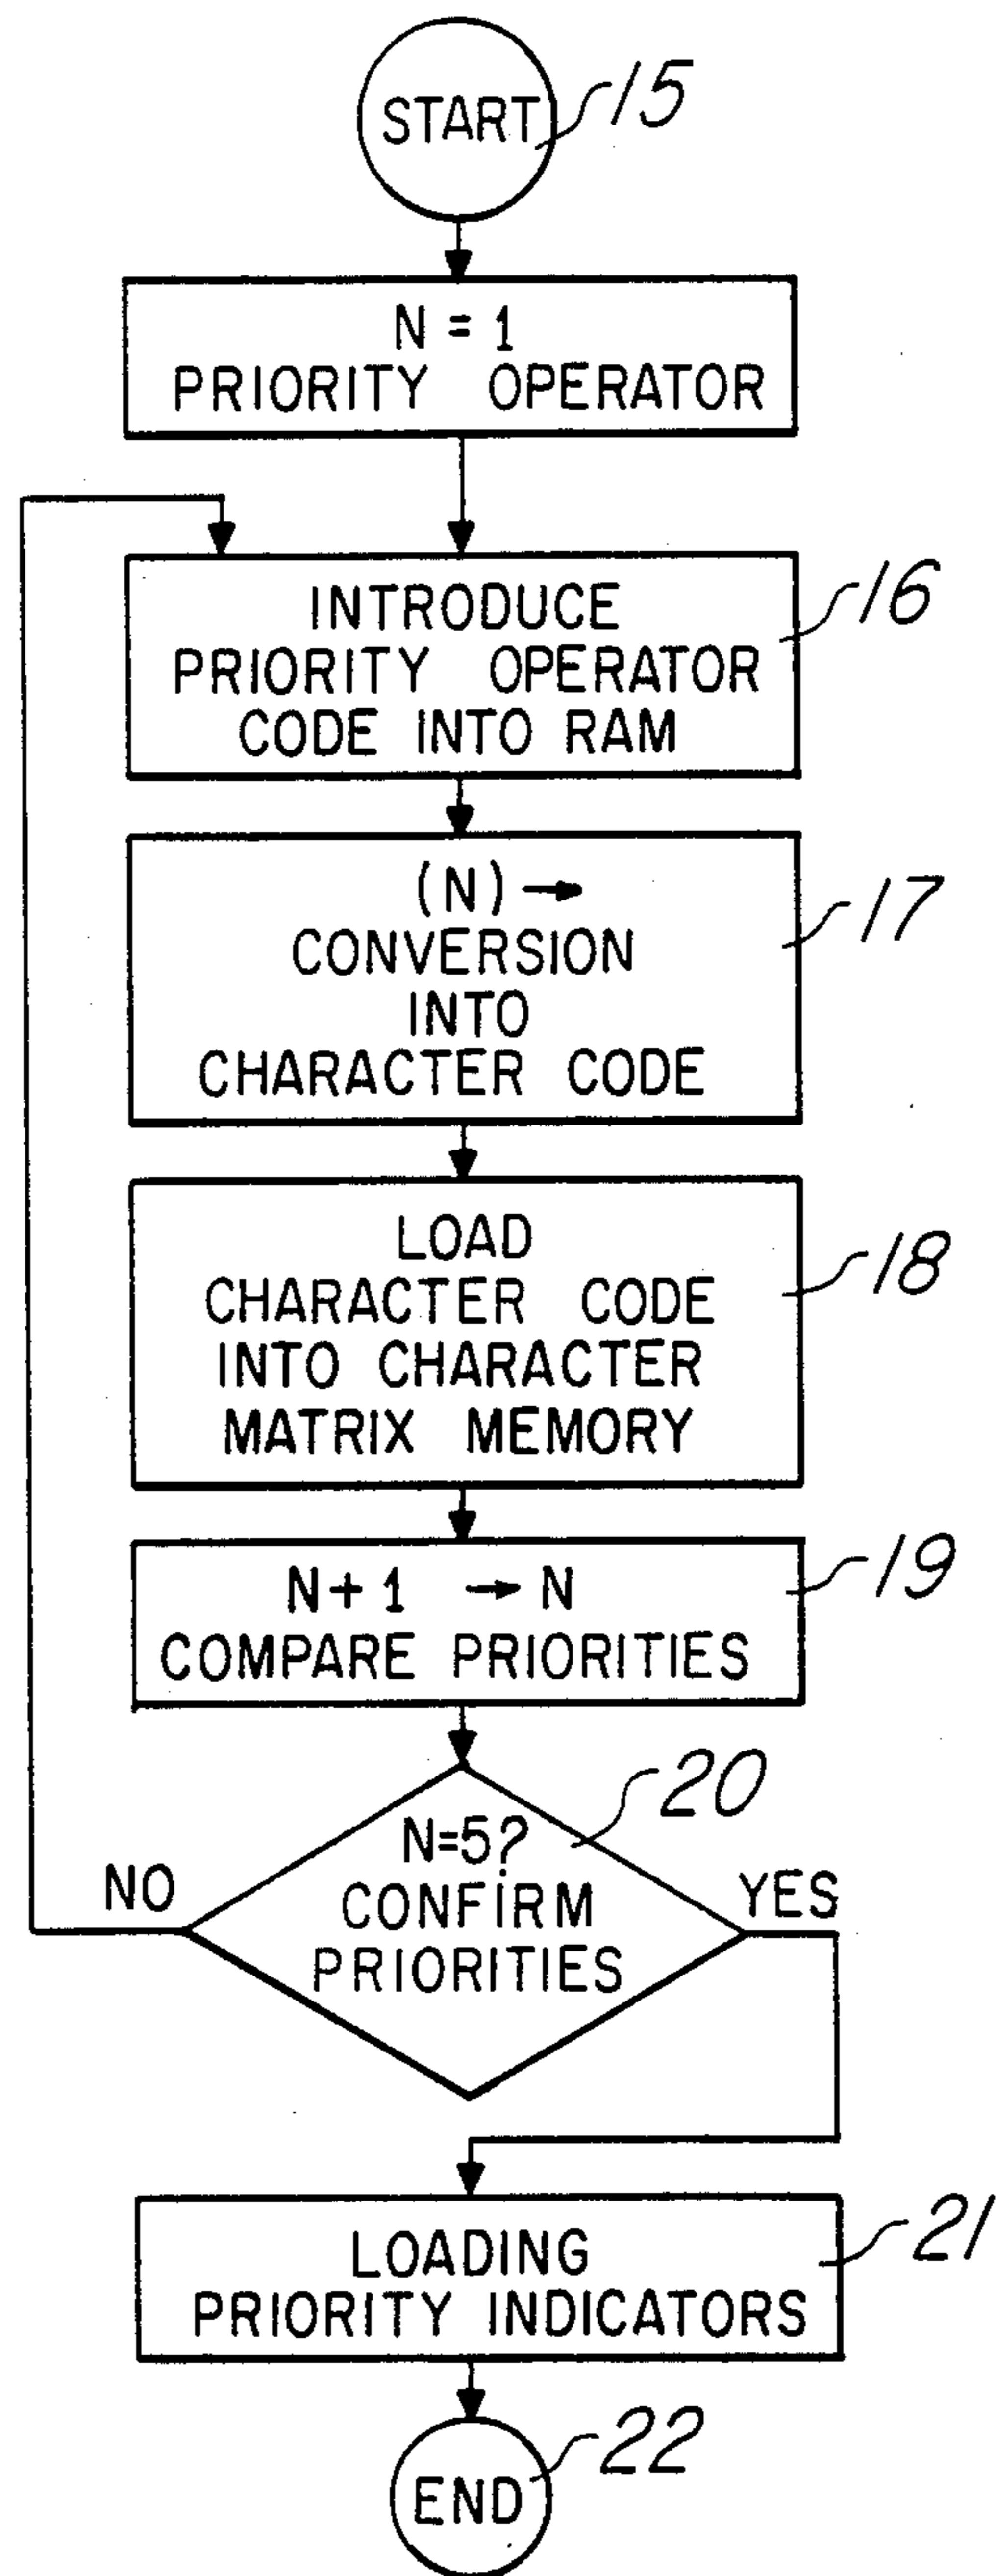 START
15
N = 1
PRIORITY OPERATOR
INTRODUCE
PRIORITY OPERATOR
CODE INTO RAM
16
(N) →
CONVERSION
INTO
CHARACTER CODE
17
LOAD
CHARACTER CODE
INTO CHARACTER
MATRIX MEMORY
18
N + 1 → N
COMPARE PRIORITIES
19
N=5?
CONFIRM
PRIORITIES
20
NO
YES
LOADING
PRIORITY INDICATORS
21
END
22